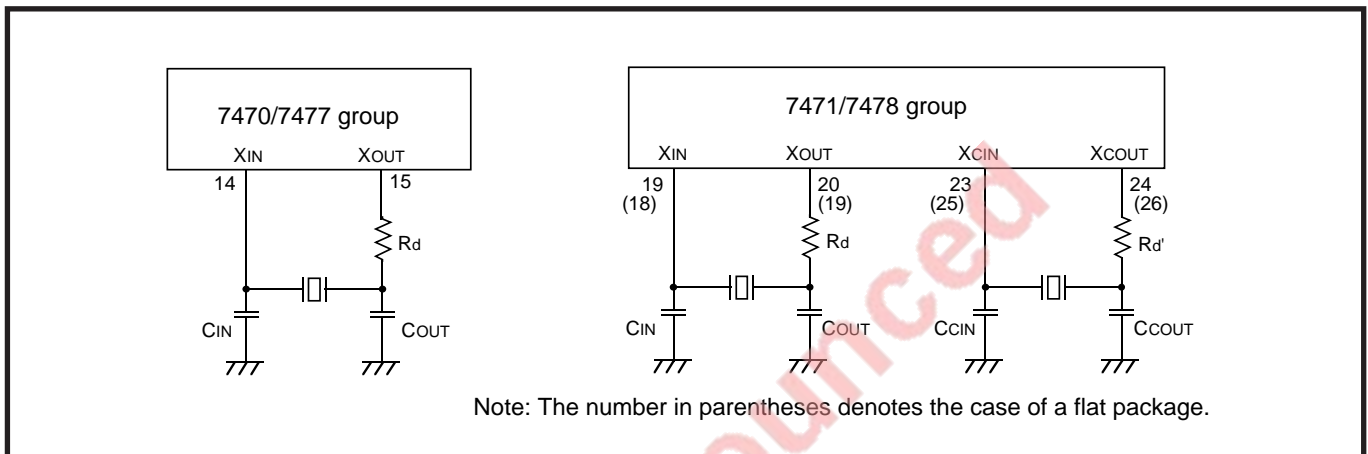 7470/7477 group
XIN XOUT
14 15
Rd
CIN COUT
7471/7478 group
XIN XOUT XCIN XCOUT
19 20 23 24
(18) (19) (25) (26)
Rd Rd'
CIN COUT CCIN CCOUT
Note: The number in parentheses denotes the case of a flat package.
ounced